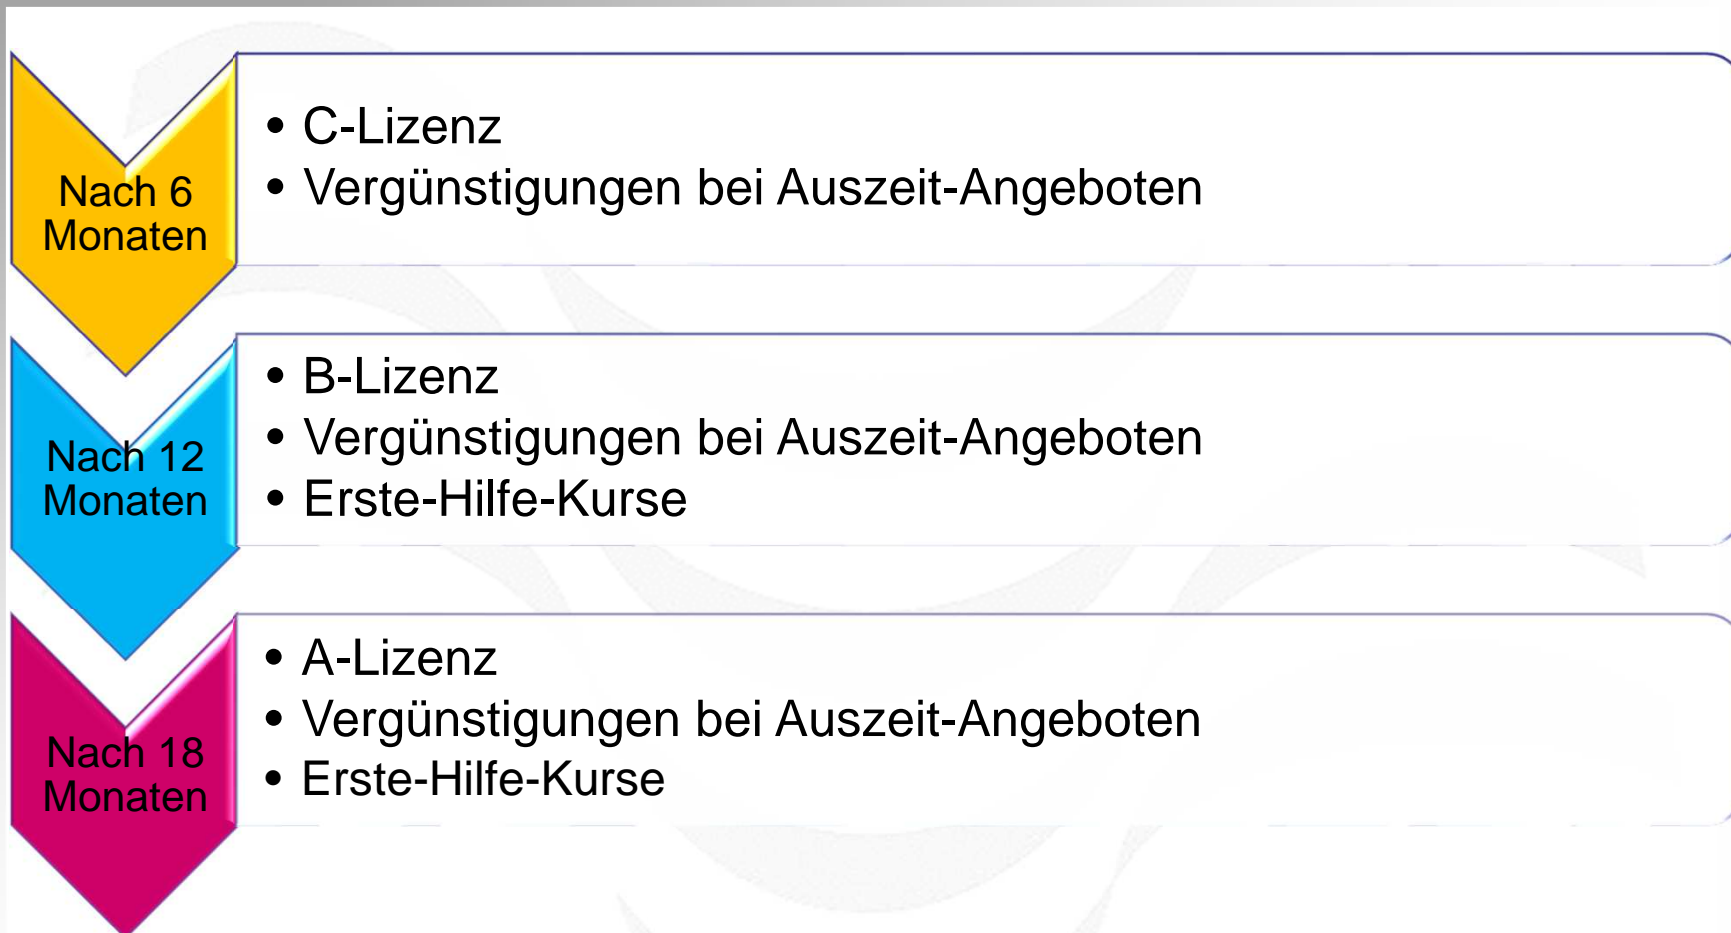 Nach 6
Monaten
• C-Lizenz
• Vergünstigungen bei Auszeit-Angeboten
Nach 12
Monaten
• B-Lizenz
• Vergünstigungen bei Auszeit-Angeboten
• Erste-Hilfe-Kurse
Nach 18
Monaten
• A-Lizenz
• Vergünstigungen bei Auszeit-Angeboten
• Erste-Hilfe-Kurse